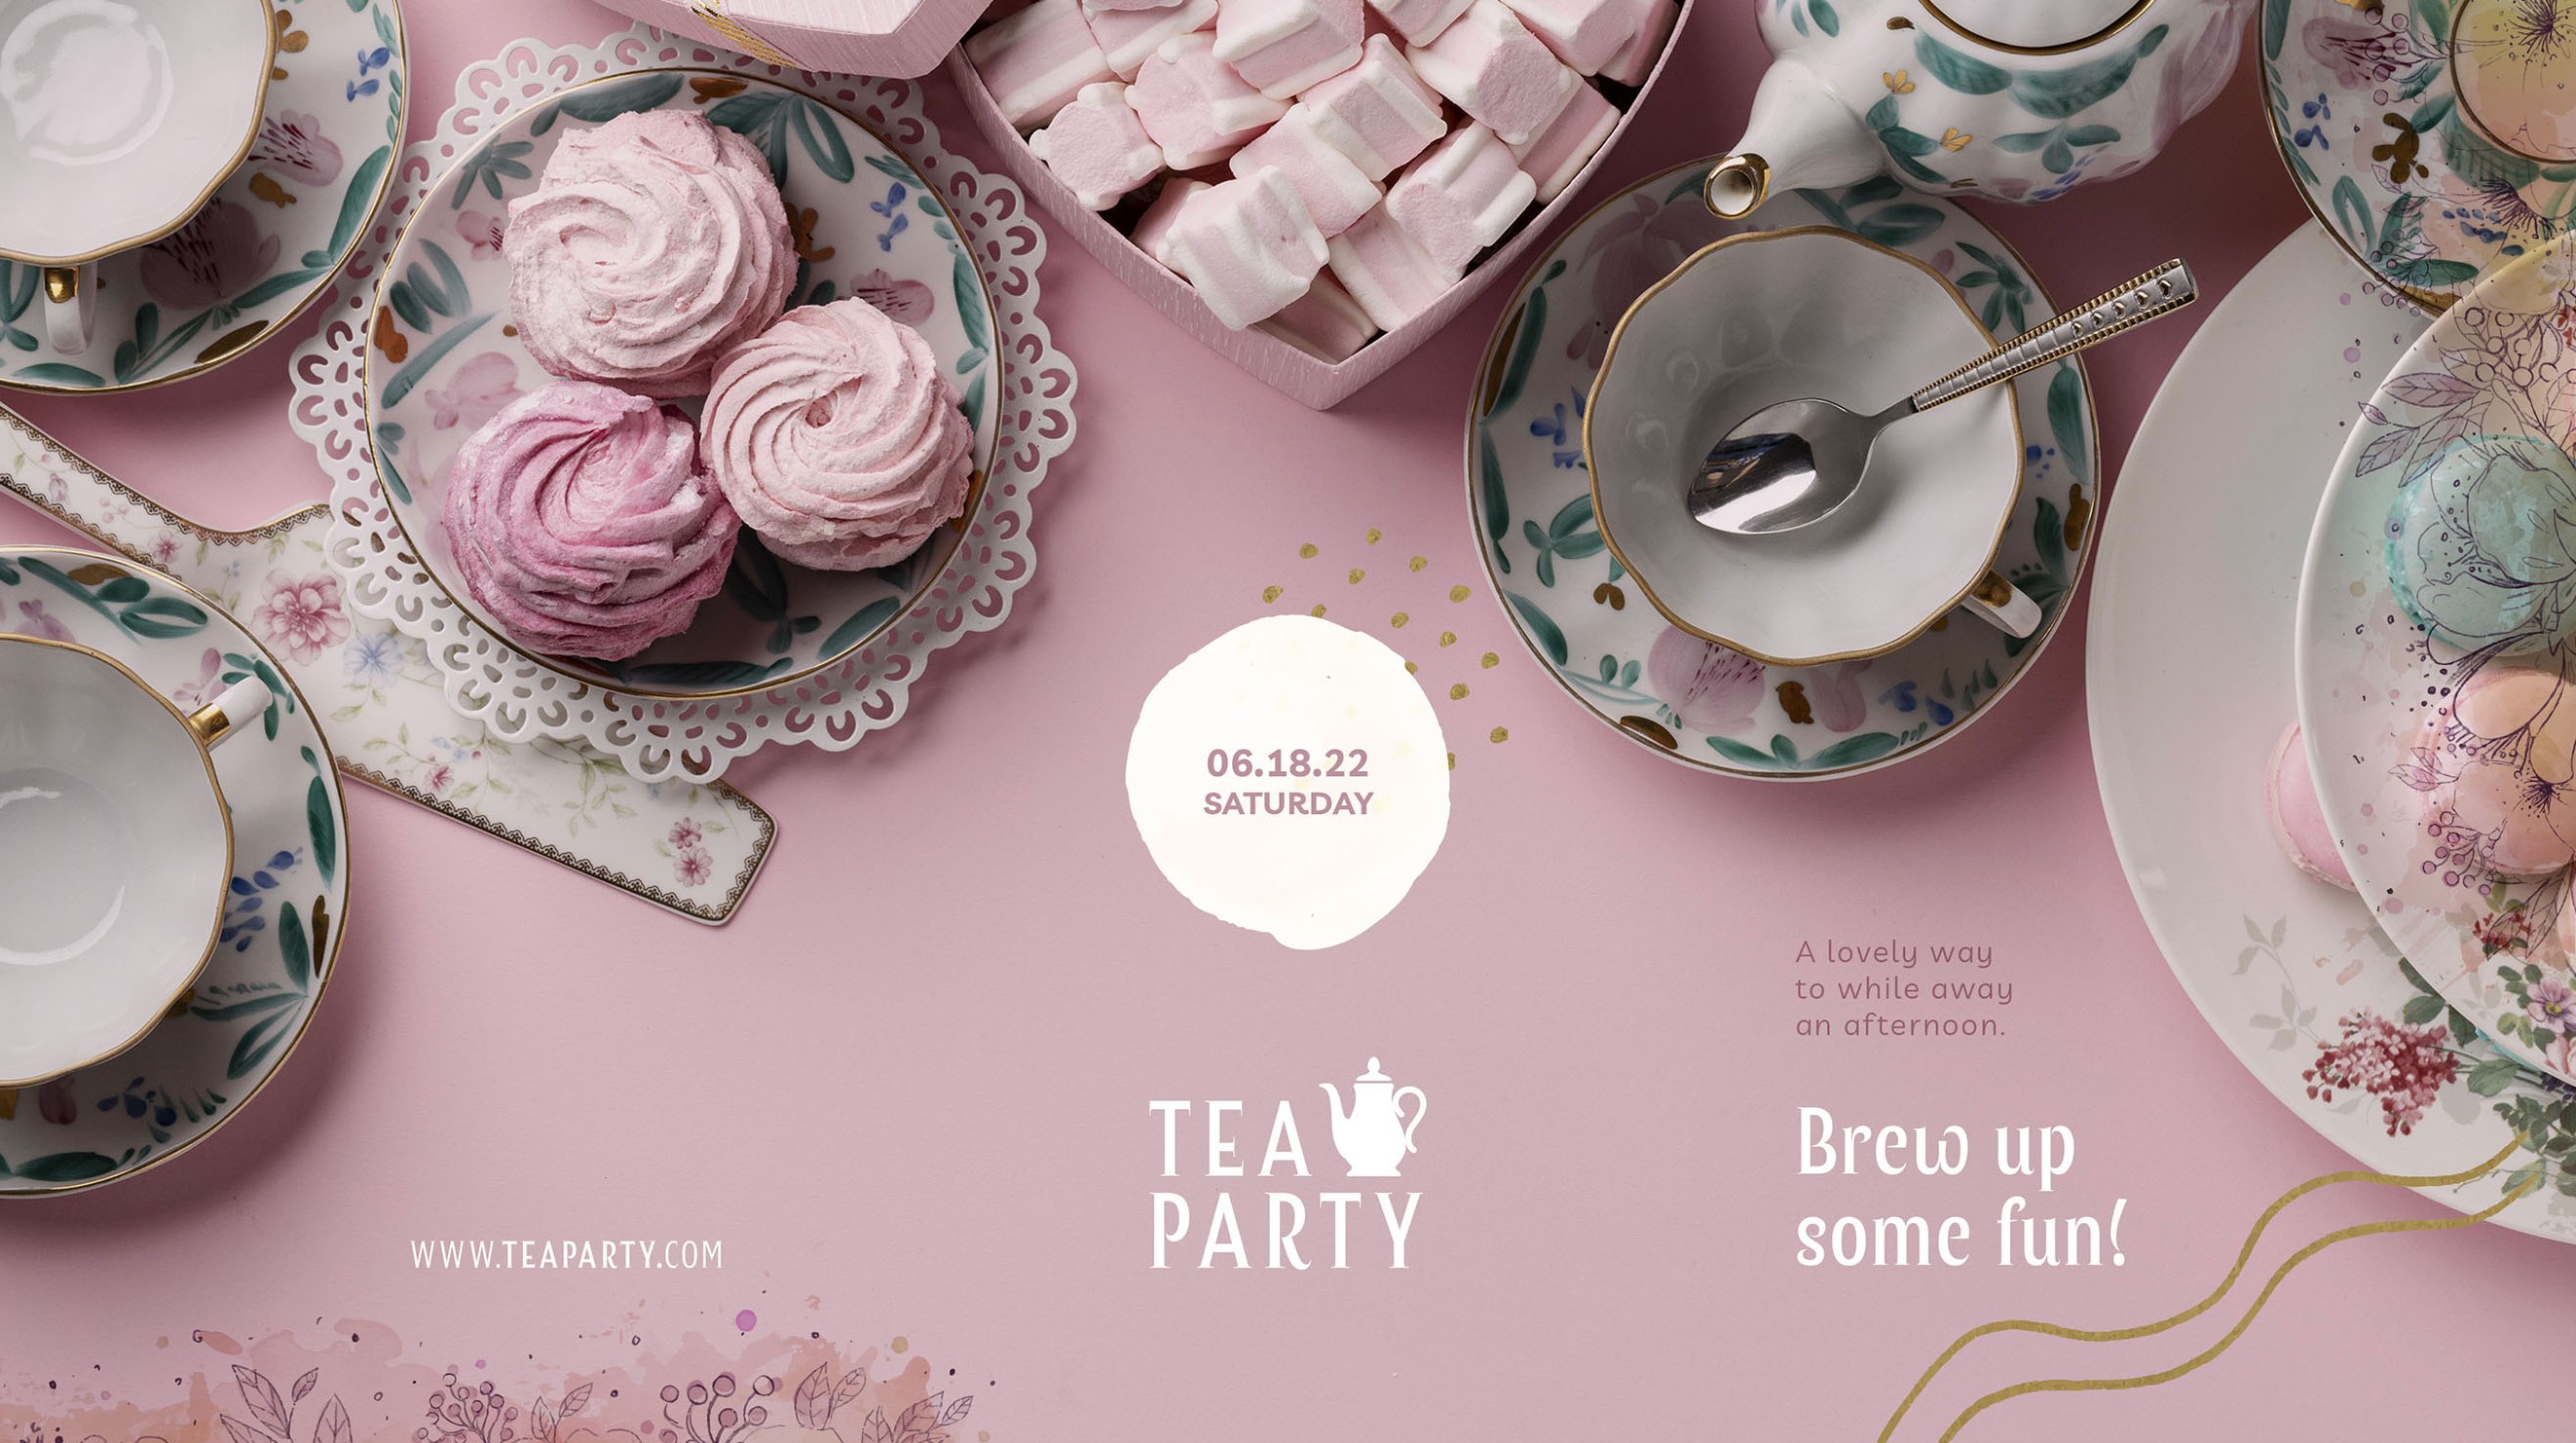 06.18.22
SATURDAY
A lovely way
to while away
an afternoon.
TEA
PARTY
Brew up
some fun!
WWW.TEAPARTY.COM